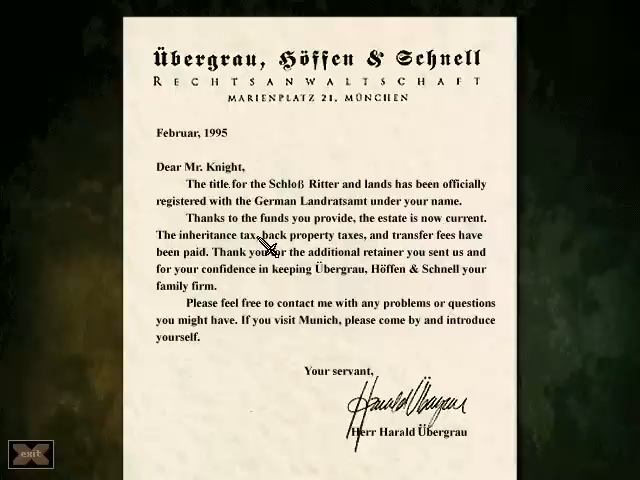 Übergrau, Höffen & Schnell
RECHTSANWALTSCHAFT
MARIENPLATZ 21, MÜNCHEN
Februar, 1995
Dear Mr. Knight,
The title for the Schloß Ritter and lands has been officially
registered with the German Landratsamt under your name.
Thanks to the funds you provide, the estate is now current.
The inheritance tax, back property taxes, and transfer fees have
been paid. Thank you for the additional retainer you sent us and
for your confidence in keeping Übergrau, Höffen & Schnell your
family firm.
Please feel free to contact me with any problems or questions
you might have. If you visit Munich, please come by and introduce
yourself.
Your servant,
Harald Übergrau
Herr Harald Übergrau
exit